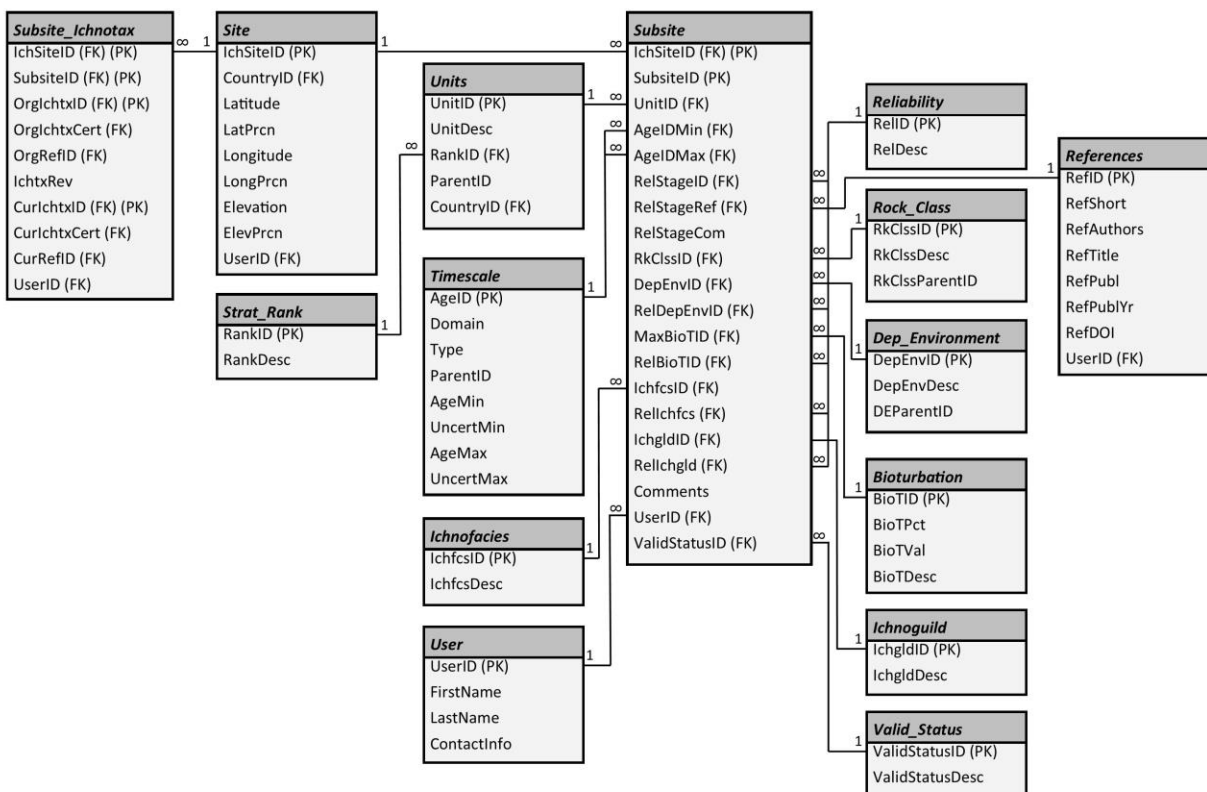 Subsite_Ichnotax
IchSiteID (FK) (PK)
SubsiteID (FK) (PK)
OrgIchtxID (FK) (PK)
OrgIchtxCert (FK)
OrgRefID (FK)
IchtxRev
CurIchtxID (FK) (PK)
CurIchtxCert (FK)
CurRefID (FK)
UserID (FK)
∞
1
Site
IchSiteID (PK)
CountryID (FK)
Latitude
LatPrcn
Longitude
LongPrcn
Elevation
ElevPrcn
UserID (FK)
1
∞
Strat_Rank
RankID (PK)
RankDesc
1
∞
Units
UnitID (PK)
UnitDesc
RankID (FK)
ParentID
CountryID (FK)
1
∞
Timescale
AgeID (PK)
Domain
Type
ParentID
AgeMin
UncertMin
AgeMax
UncertMax
1
∞
∞
Ichnofacies
IchfcsID (PK)
IchfcsDesc
1
∞
User
UserID (PK)
FirstName
LastName
ContactInfo
1
∞
Subsite
IchSiteID (FK) (PK)
SubsiteID (PK)
UnitID (FK)
AgeIDMin (FK)
AgeIDMax (FK)
RelStageID (FK)
RelStageRef (FK)
RelStageCom
RkClssID (FK)
DepEnvID (FK)
RelDepEnvID (FK)
MaxBioTID (FK)
RelBioTID (FK)
IchfcsID (FK)
RelIchfcs (FK)
IchgldID (FK)
RelIchgld (FK)
Comments
UserID (FK)
ValidStatusID (FK)
∞
∞
∞
∞
∞
∞
∞
∞
∞
∞
∞
1
Reliability
RelID (PK)
RelDesc
1
Rock_Class
RkClssID (PK)
RkClssDesc
RkClssParentID
1
Dep_Environment
DepEnvID (PK)
DepEnvDesc
DEParentID
1
Bioturbation
BioTID (PK)
BioTPct
BioTVal
BioTDesc
1
Ichnoguild
IchgldID (PK)
IchgldDesc
1
Valid_Status
ValidStatusID (PK)
ValidStatusDesc
1
References
RefID (PK)
RefShort
RefAuthors
RefTitle
RefPubl
RefPublYr
RefDOI
UserID (FK)